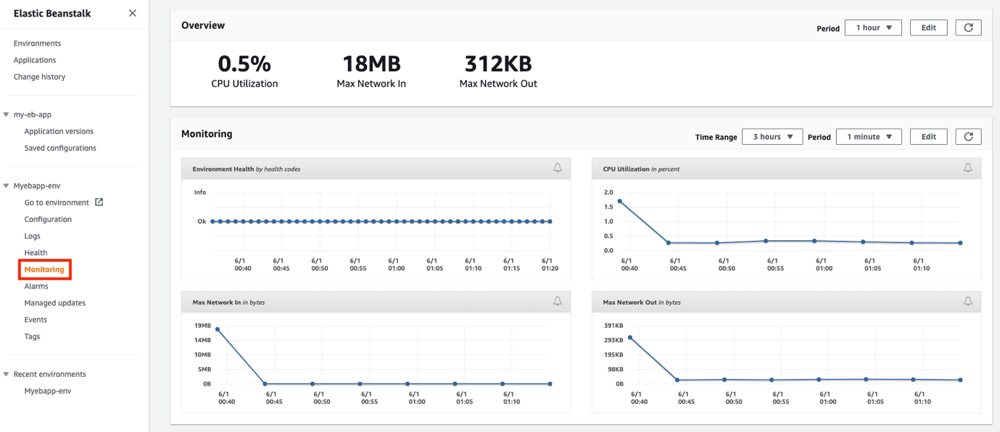 Elastic Beanstalk
Environments
Applications
Change history
my-eb-app
Application versions
Saved configurations
Myebapp-env
Go to environment
Configuration
Logs
Health
Monitoring
Alarms
Managed updates
Events
Tags
Recent environments
Myebapp-env
Overview
Period 1 hour Edit
0.5% 18MB 312KB
CPU Utilization Max Network In Max Network Out
Monitoring
Time Range 3 hours Period 1 minute Edit
Environment Health by health codes
Info
Ok
6/1 6/1 6/1 6/1 6/1 6/1 6/1 6/1 6/1
00:40 00:45 00:50 00:55 01:00 01:05 01:10 01:15 01:20
CPU Utilization in percent
2.0
1.5
1.0
0.5
0.0
6/1 6/1 6/1 6/1 6/1 6/1 6/1
00:40 00:45 00:50 00:55 01:00 01:05 01:10
Max Network In in bytes
19MB
14MB
10MB
5MB
0B
6/1 6/1 6/1 6/1 6/1 6/1 6/1
00:40 00:45 00:50 00:55 01:00 01:05 01:10
Max Network Out in bytes
391KB
293KB
195KB
98KB
0B
6/1 6/1 6/1 6/1 6/1 6/1 6/1
00:40 00:45 00:50 00:55 01:00 01:05 01:10